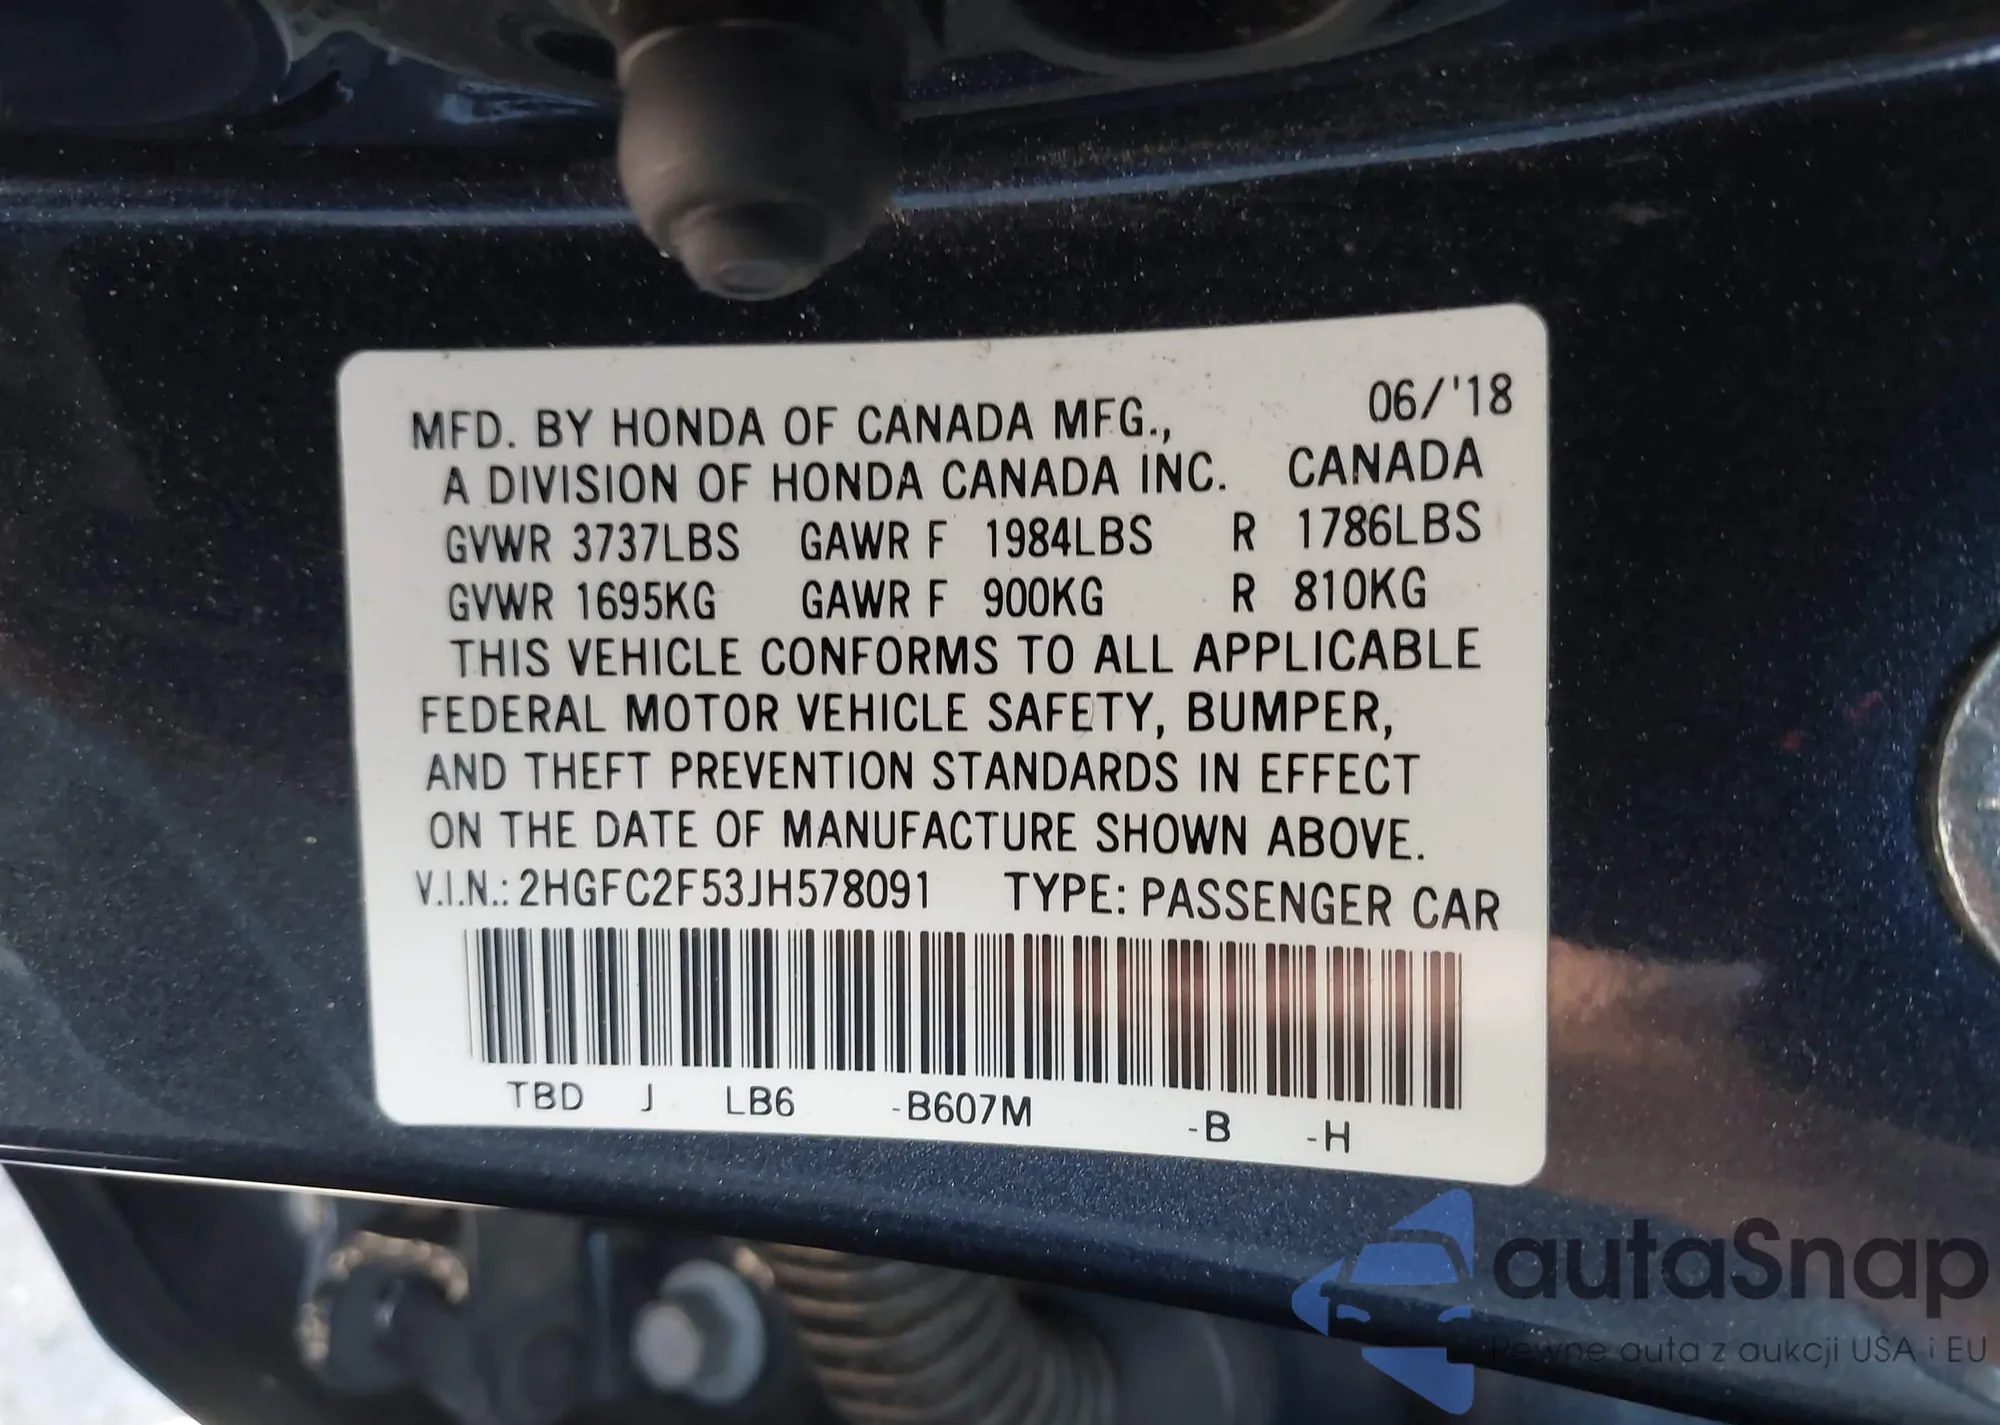 06/'18
MFD. BY HONDA OF CANADA MFG.,
A DIVISION OF HONDA CANADA INC. CANADA
GVWR 3737LBS GAWR F 1984LBS R 1786LBS
GVWR 1695KG GAWR F 900KG R 810KG
THIS VEHICLE CONFORMS TO ALL APPLICABLE
FEDERAL MOTOR VEHICLE SAFETY, BUMPER,
AND THEFT PREVENTION STANDARDS IN EFFECT
ON THE DATE OF MANUFACTURE SHOWN ABOVE.
V.I.N.: 2HGFC2F53JH578091 TYPE: PASSENGER CAR
TBD J LB6 -B607M -B -H
autaSnap
Pewne auta z aukcji USA i EU